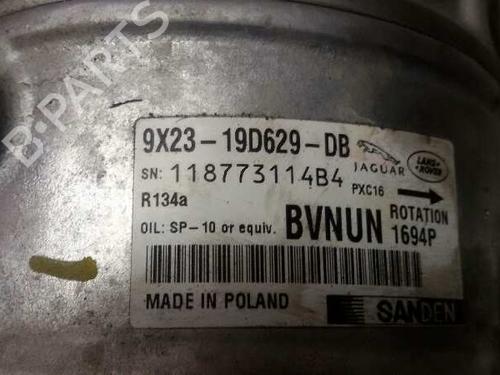 B-PARTS
9X23-19D629-DB
JAGUAR
LAND-ROVER
SN: 118773114B4
PXC16
R134a
ROTATION
OIL: SP-10 or equiv.
BVNUN
1694P
MADE IN POLAND
SANDEN